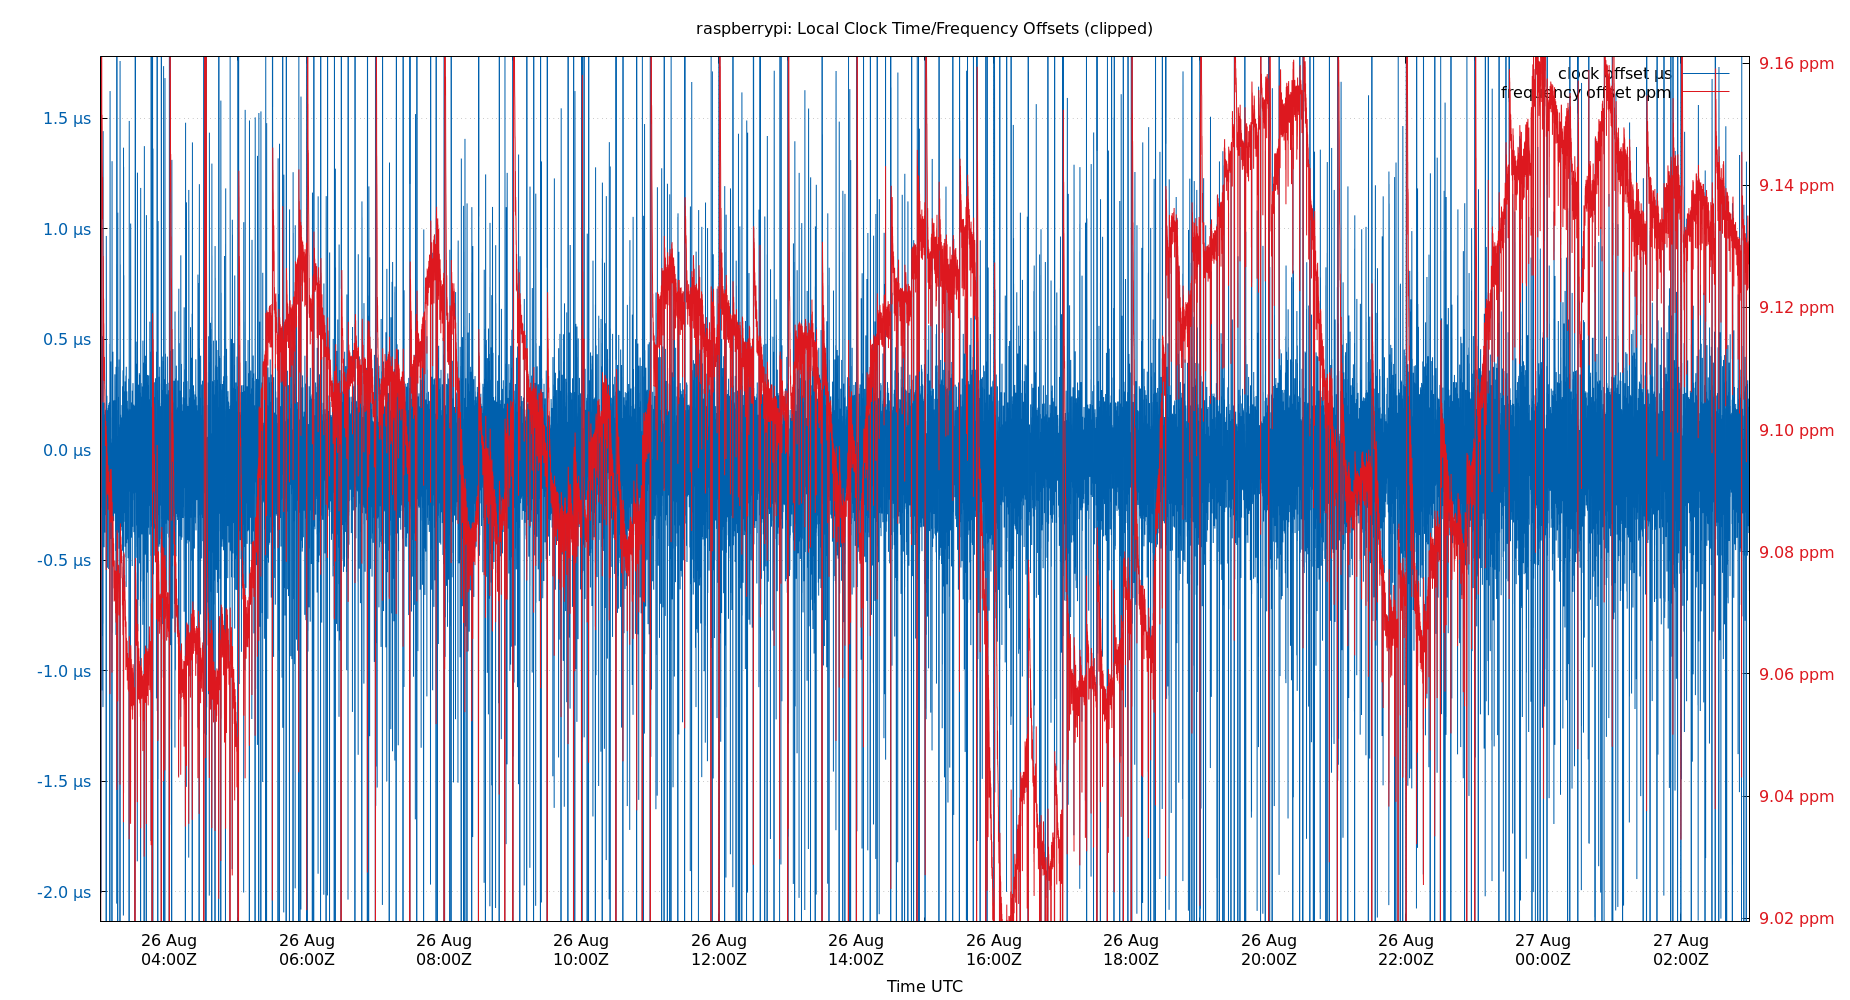 raspberrypi: Local Clock Time/Frequency Offsets (clipped)
clock offset µs
frequency offset ppm
1.5 µs
1.0 µs
0.5 µs
0.0 µs
-0.5 µs
-1.0 µs
-1.5 µs
-2.0 µs
9.16 ppm
9.14 ppm
9.12 ppm
9.10 ppm
9.08 ppm
9.06 ppm
9.04 ppm
9.02 ppm
26 Aug 26 Aug 26 Aug 26 Aug 26 Aug 26 Aug 26 Aug 26 Aug 26 Aug 26 Aug 27 Aug 27 Aug
04:00Z 06:00Z 08:00Z 10:00Z 12:00Z 14:00Z 16:00Z 18:00Z 20:00Z 22:00Z 00:00Z 02:00Z
Time UTC